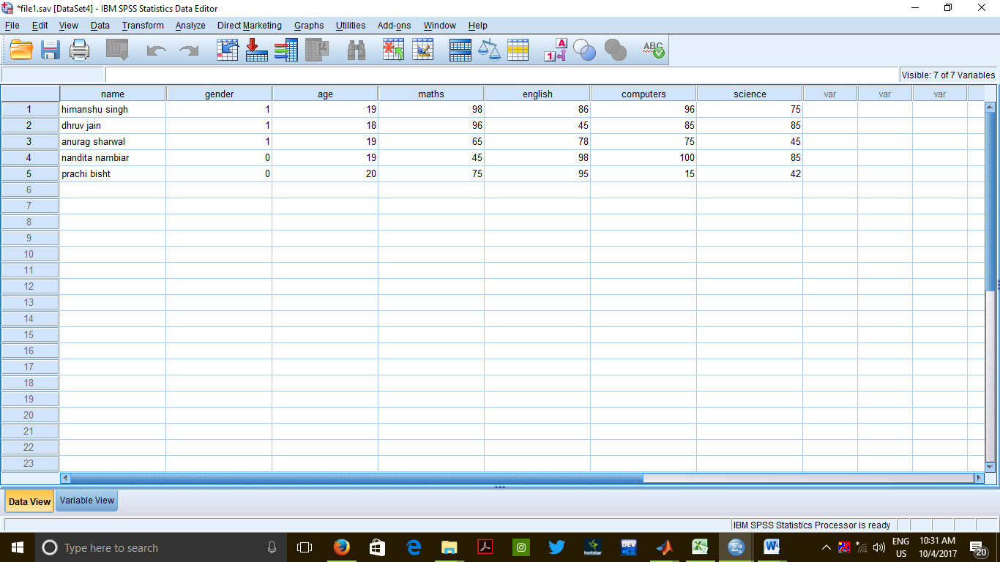 *file1.sav [DataSet4] - IBM SPSS Statistics Data Editor
File Edit View Data Transform Analyze Direct Marketing Graphs Utilities Add-ons Window Help
A
1
ABC
Visible: 7 of 7 Variables
name gender age maths english computers science var var var
1 himanshu singh 1 19 98 86 96 75
2 dhruv jain 1 18 96 45 85 85
3 anurag sharwal 1 19 65 78 75 45
4 nandita nambiar 0 19 45 98 100 85
5 prachi bisht 0 20 75 95 15 42
6
7
8
9
10
11
12
13
14
15
16
17
18
19
20
21
22
23
Data View Variable View
IBM SPSS Statistics Processor is ready
Type here to search
hotstar
DEV
ENG
US
10:31 AM
10/4/2017
20